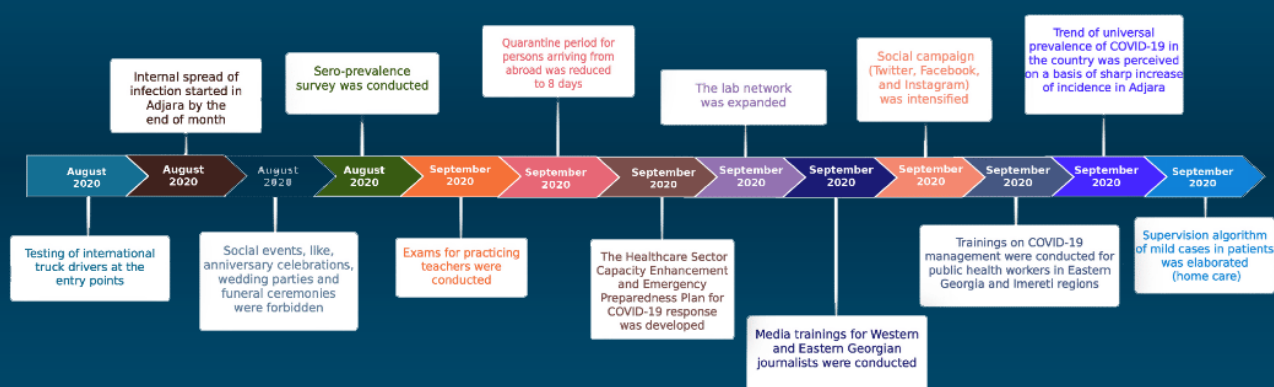 Internal spread of
infection started in
Adjara by the
end of month
Sero-prevalence
survey was conducted
Quarantine period for
persons arriving from
abroad was reduced
to 8 days
The lab network
was expanded
Social campaign
(Twitter, Facebook,
and Instagram)
was intensified
Trend of universal
prevalence of COVID-19 in
the country was perceived
on a basis of sharp increase
of incidence in Adjara
August
2020
August
2020
August
2020
August
2020
September
2020
September
2020
September
2020
September
2020
September
2020
September
2020
September
2020
September
2020
September
2020
Testing of international
truck drivers at the
entry points
Social events, like,
anniversary celebrations,
wedding parties and
funeral ceremonies
were forbidden
Exams for practicing
teachers were
conducted
The Healthcare Sector
Capacity Enhancement
and Emergency
Preparedness Plan for
COVID-19 response
was developed
Media trainings for Western
and Eastern Georgian
journalists were conducted
Trainings on COVID-19
management were conducted for
public health workers in Eastern
Georgia and Imereti regions
Supervision algorithm
of mild cases in patients
was elaborated
(home care)